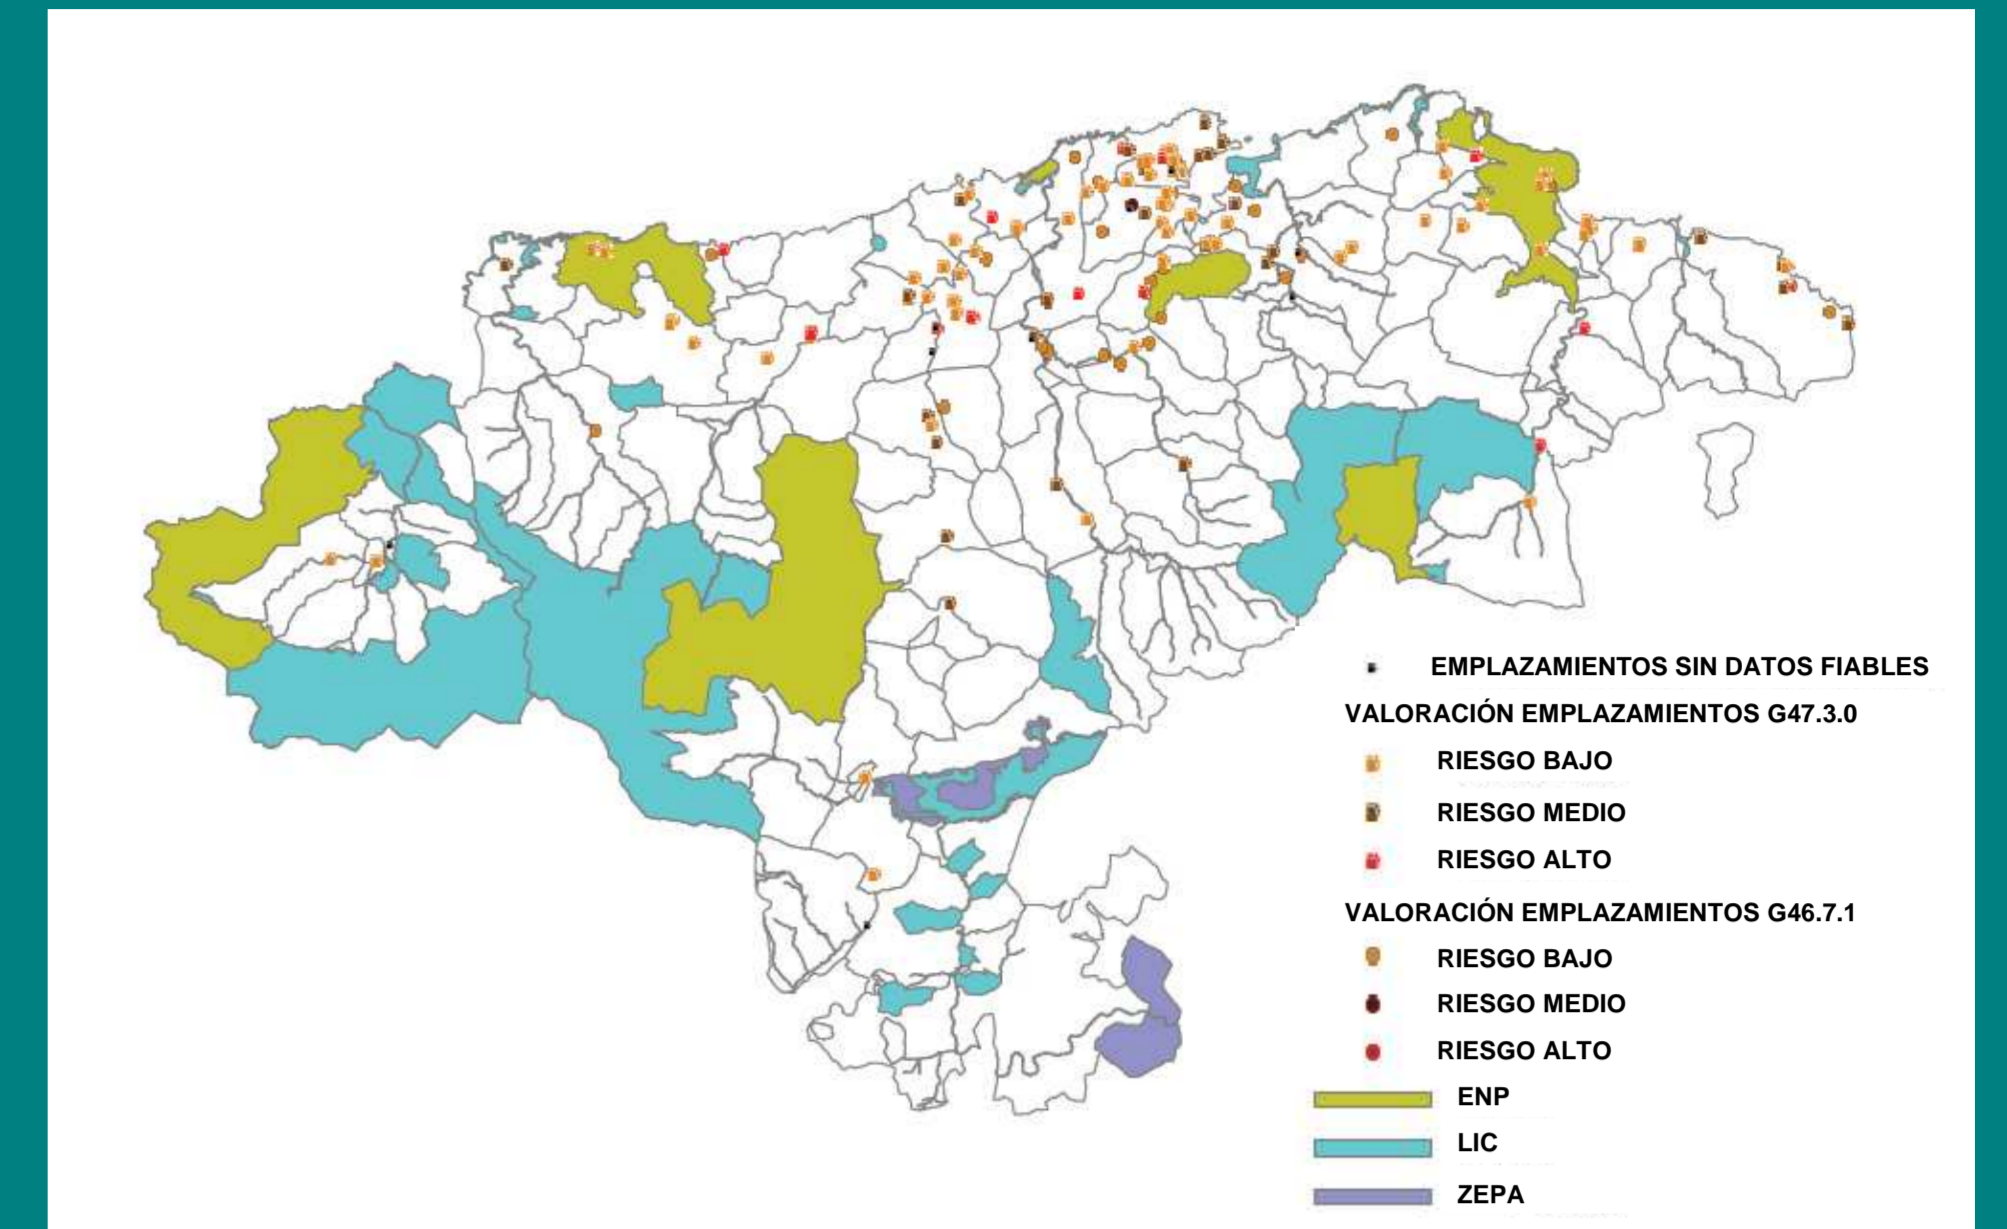 EMPLAZAMIENTOS SIN DATOS FIABLES
VALORACIÓN EMPLAZAMIENTOS G47.3.0
RIESGO BAJO
RIESGO MEDIO
RIESGO ALTO
VALORACIÓN EMPLAZAMIENTOS G46.7.1
RIESGO BAJO
RIESGO MEDIO
RIESGO ALTO
ENP
LIC
ZEPA